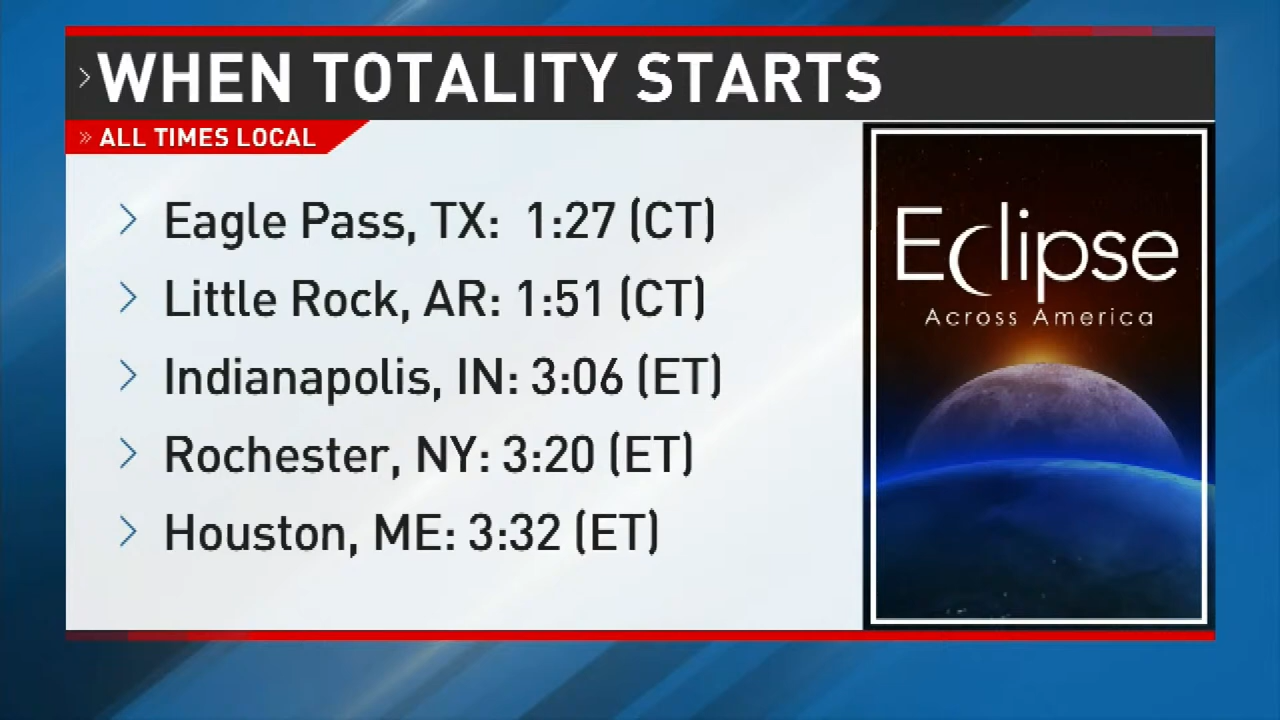 WHEN TOTALITY STARTS
ALL TIMES LOCAL
Eagle Pass, TX: 1:27 (CT)
Little Rock, AR: 1:51 (CT)
Indianapolis, IN: 3:06 (ET)
Rochester, NY: 3:20 (ET)
Houston, ME: 3:32 (ET)
Eclipse
Across America